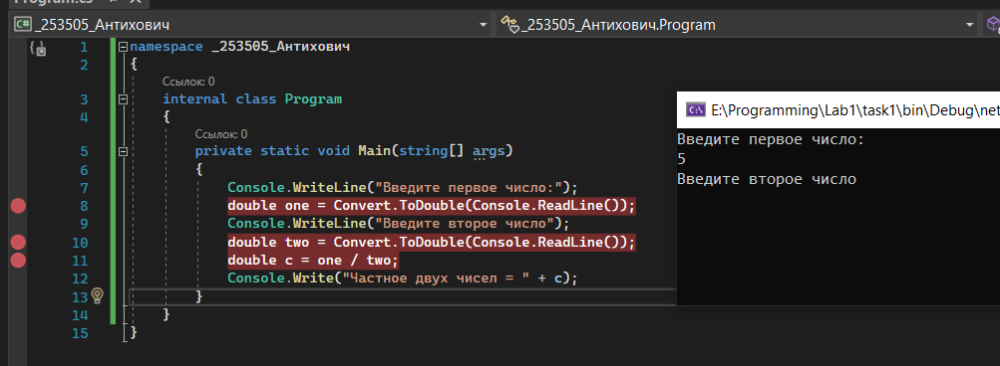 Program.cs
C# _253505_Антихович
_253505_Антихович.Program
1 namespace _253505_Антихович
2 {
Ссылок: 0
3 internal class Program
4 {
Ссылок: 0
5 private static void Main(string[] args)
6 {
7 Console.WriteLine("Введите первое число:");
8 double one = Convert.ToDouble(Console.ReadLine());
9 Console.WriteLine("Введите второе число");
10 double two = Convert.ToDouble(Console.ReadLine());
11 double c = one / two;
12 Console.Write("Частное двух чисел = " + c);
13 }
14 }
15 }
E:\Programming\Lab1\task1\bin\Debug\net
Введите первое число:
5
Введите второе число